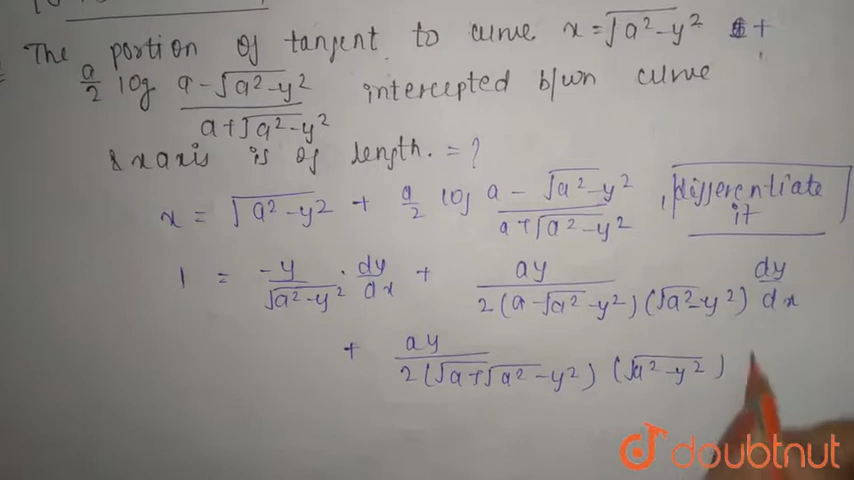 The portion of tangent to curve x = √a²-y² +
a/2 log a-√a²-y² / a+√a²-y² intercepted b/wn curve
& x axis is of length. = ?
x = √a²-y² + a/2 log a-√a²-y² / a+√a²-y² , differentiate it
1 = -y/√a²-y² · dy/dx + ay / 2(a-√a²-y²)(√a²-y²) dy/dx
+ ay / 2(√a+√a²-y²)(√a²-y²)
doubtnut